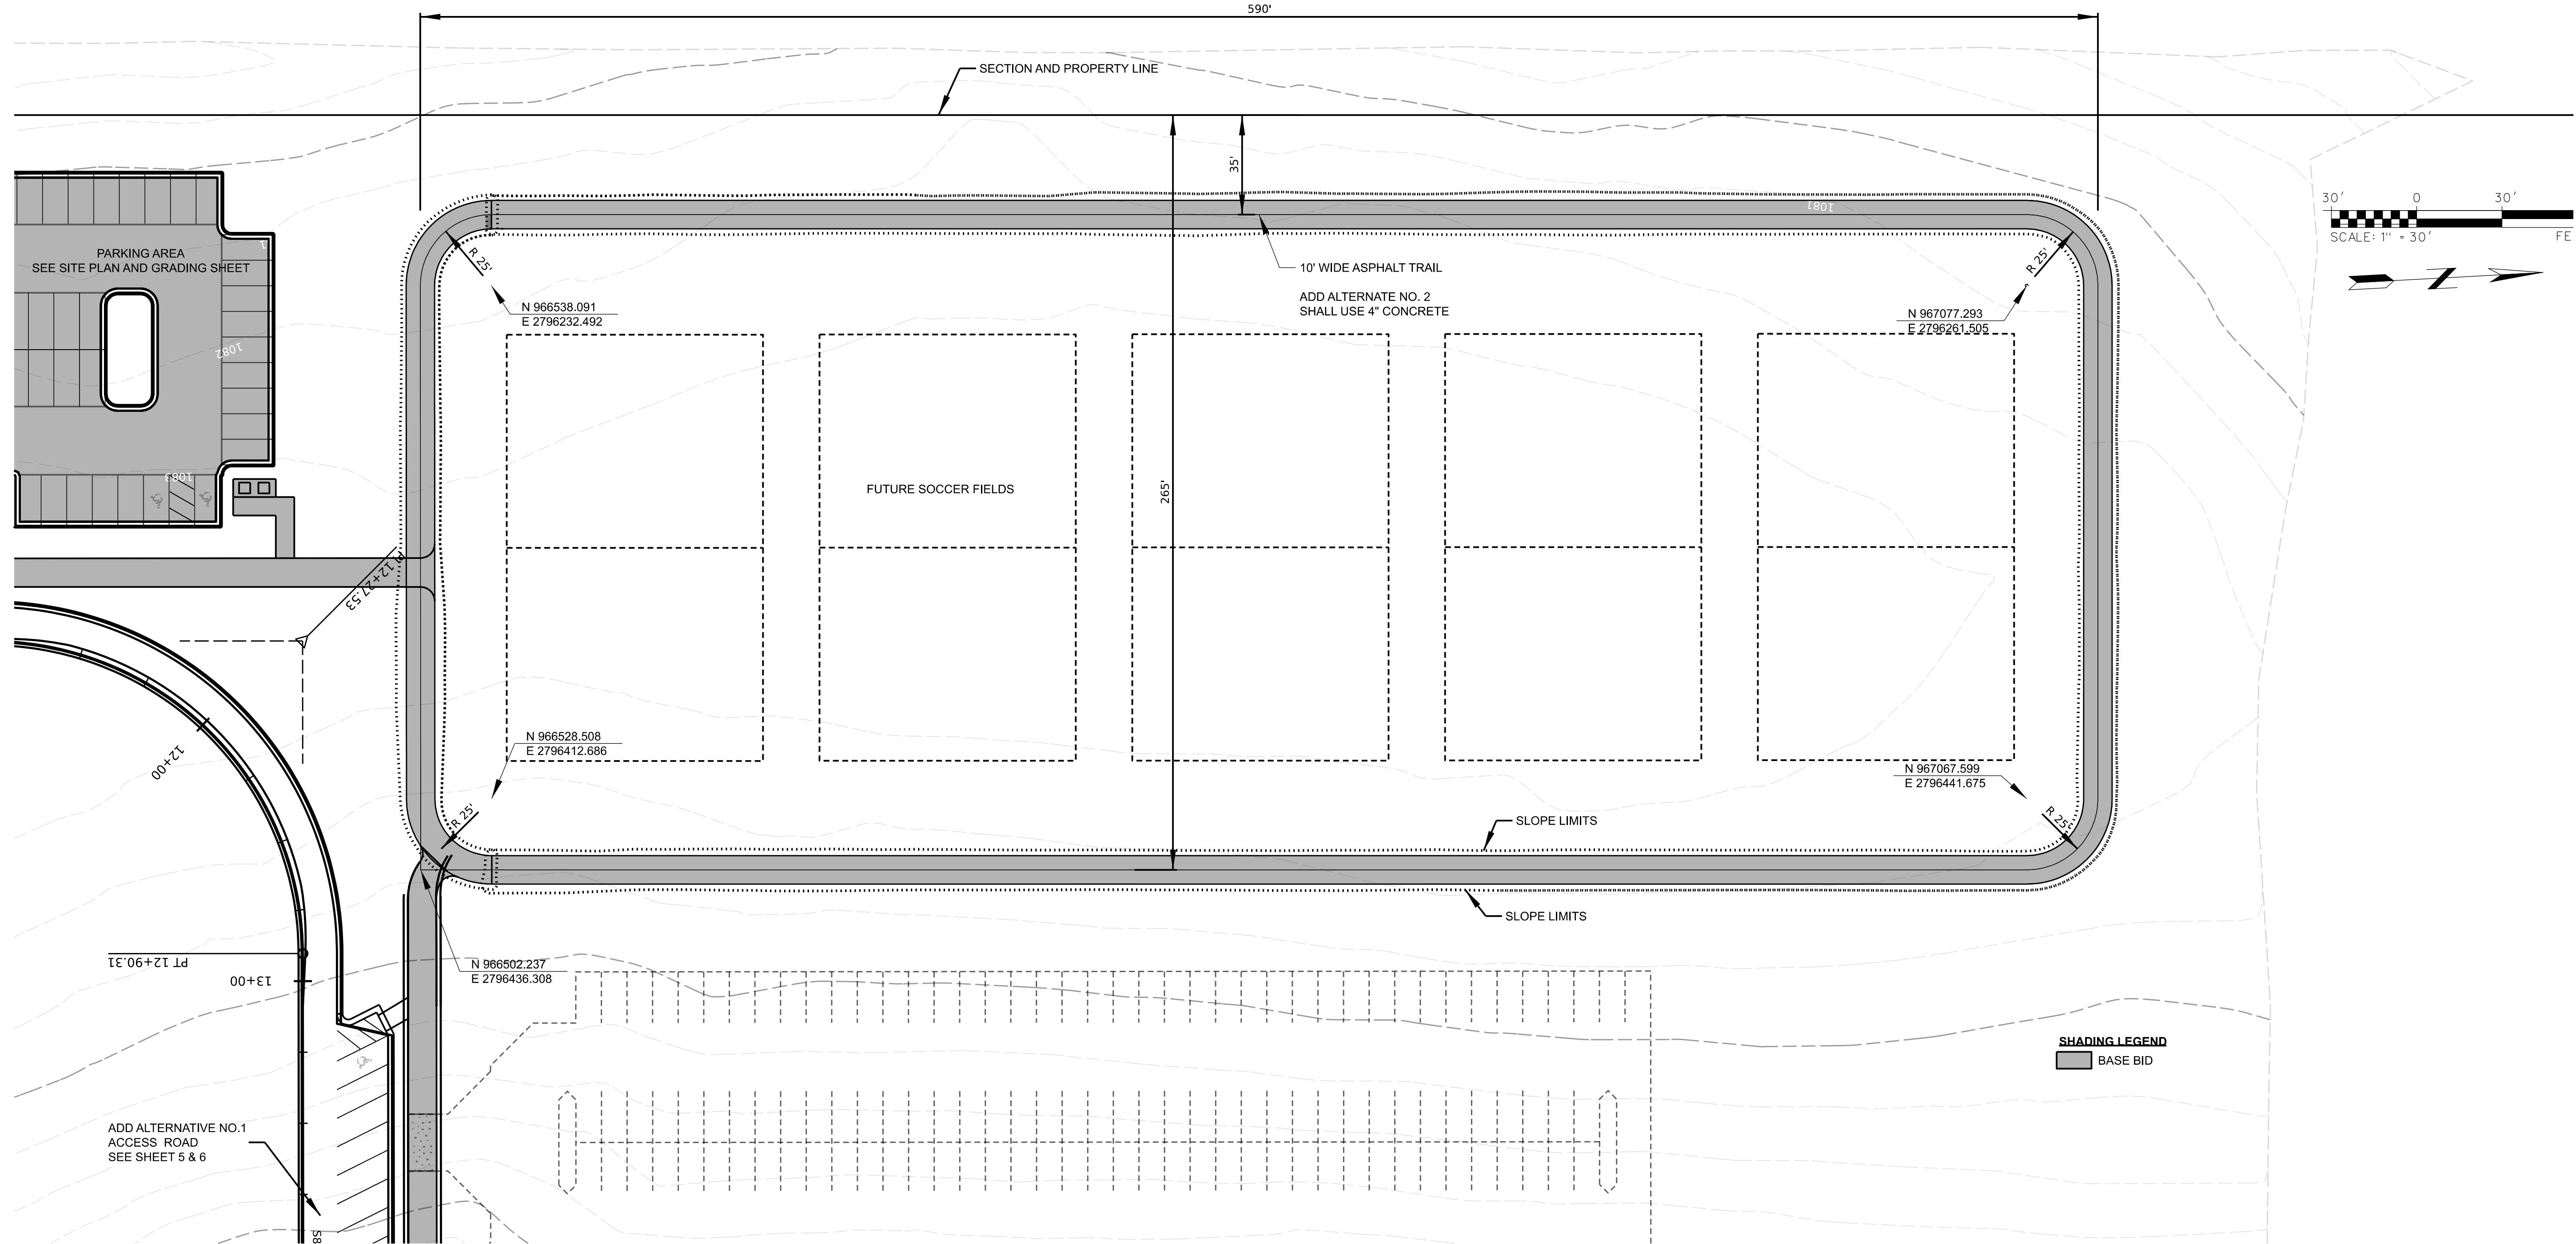 590'
SECTION AND PROPERTY LINE
35'
30' 0 30'
SCALE: 1" = 30' FE
1081
PARKING AREA
SEE SITE PLAN AND GRADING SHEET
1
1082
1083
R 25'
N 966538.091
E 2796232.492
10' WIDE ASPHALT TRAIL
ADD ALTERNATE NO. 2
SHALL USE 4" CONCRETE
R 25'
N 967077.293
E 2796261.505
265'
FUTURE SOCCER FIELDS
PI 12+27.53
12+00
N 966528.508
E 2796412.686
R 25'
N 967067.599
E 2796441.675
R 25'
SLOPE LIMITS
SLOPE LIMITS
N 966502.237
E 2796436.308
PT 12+90.31
13+00
SHADING LEGEND
BASE BID
ADD ALTERNATIVE NO.1
ACCESS ROAD
SEE SHEET 5 & 6